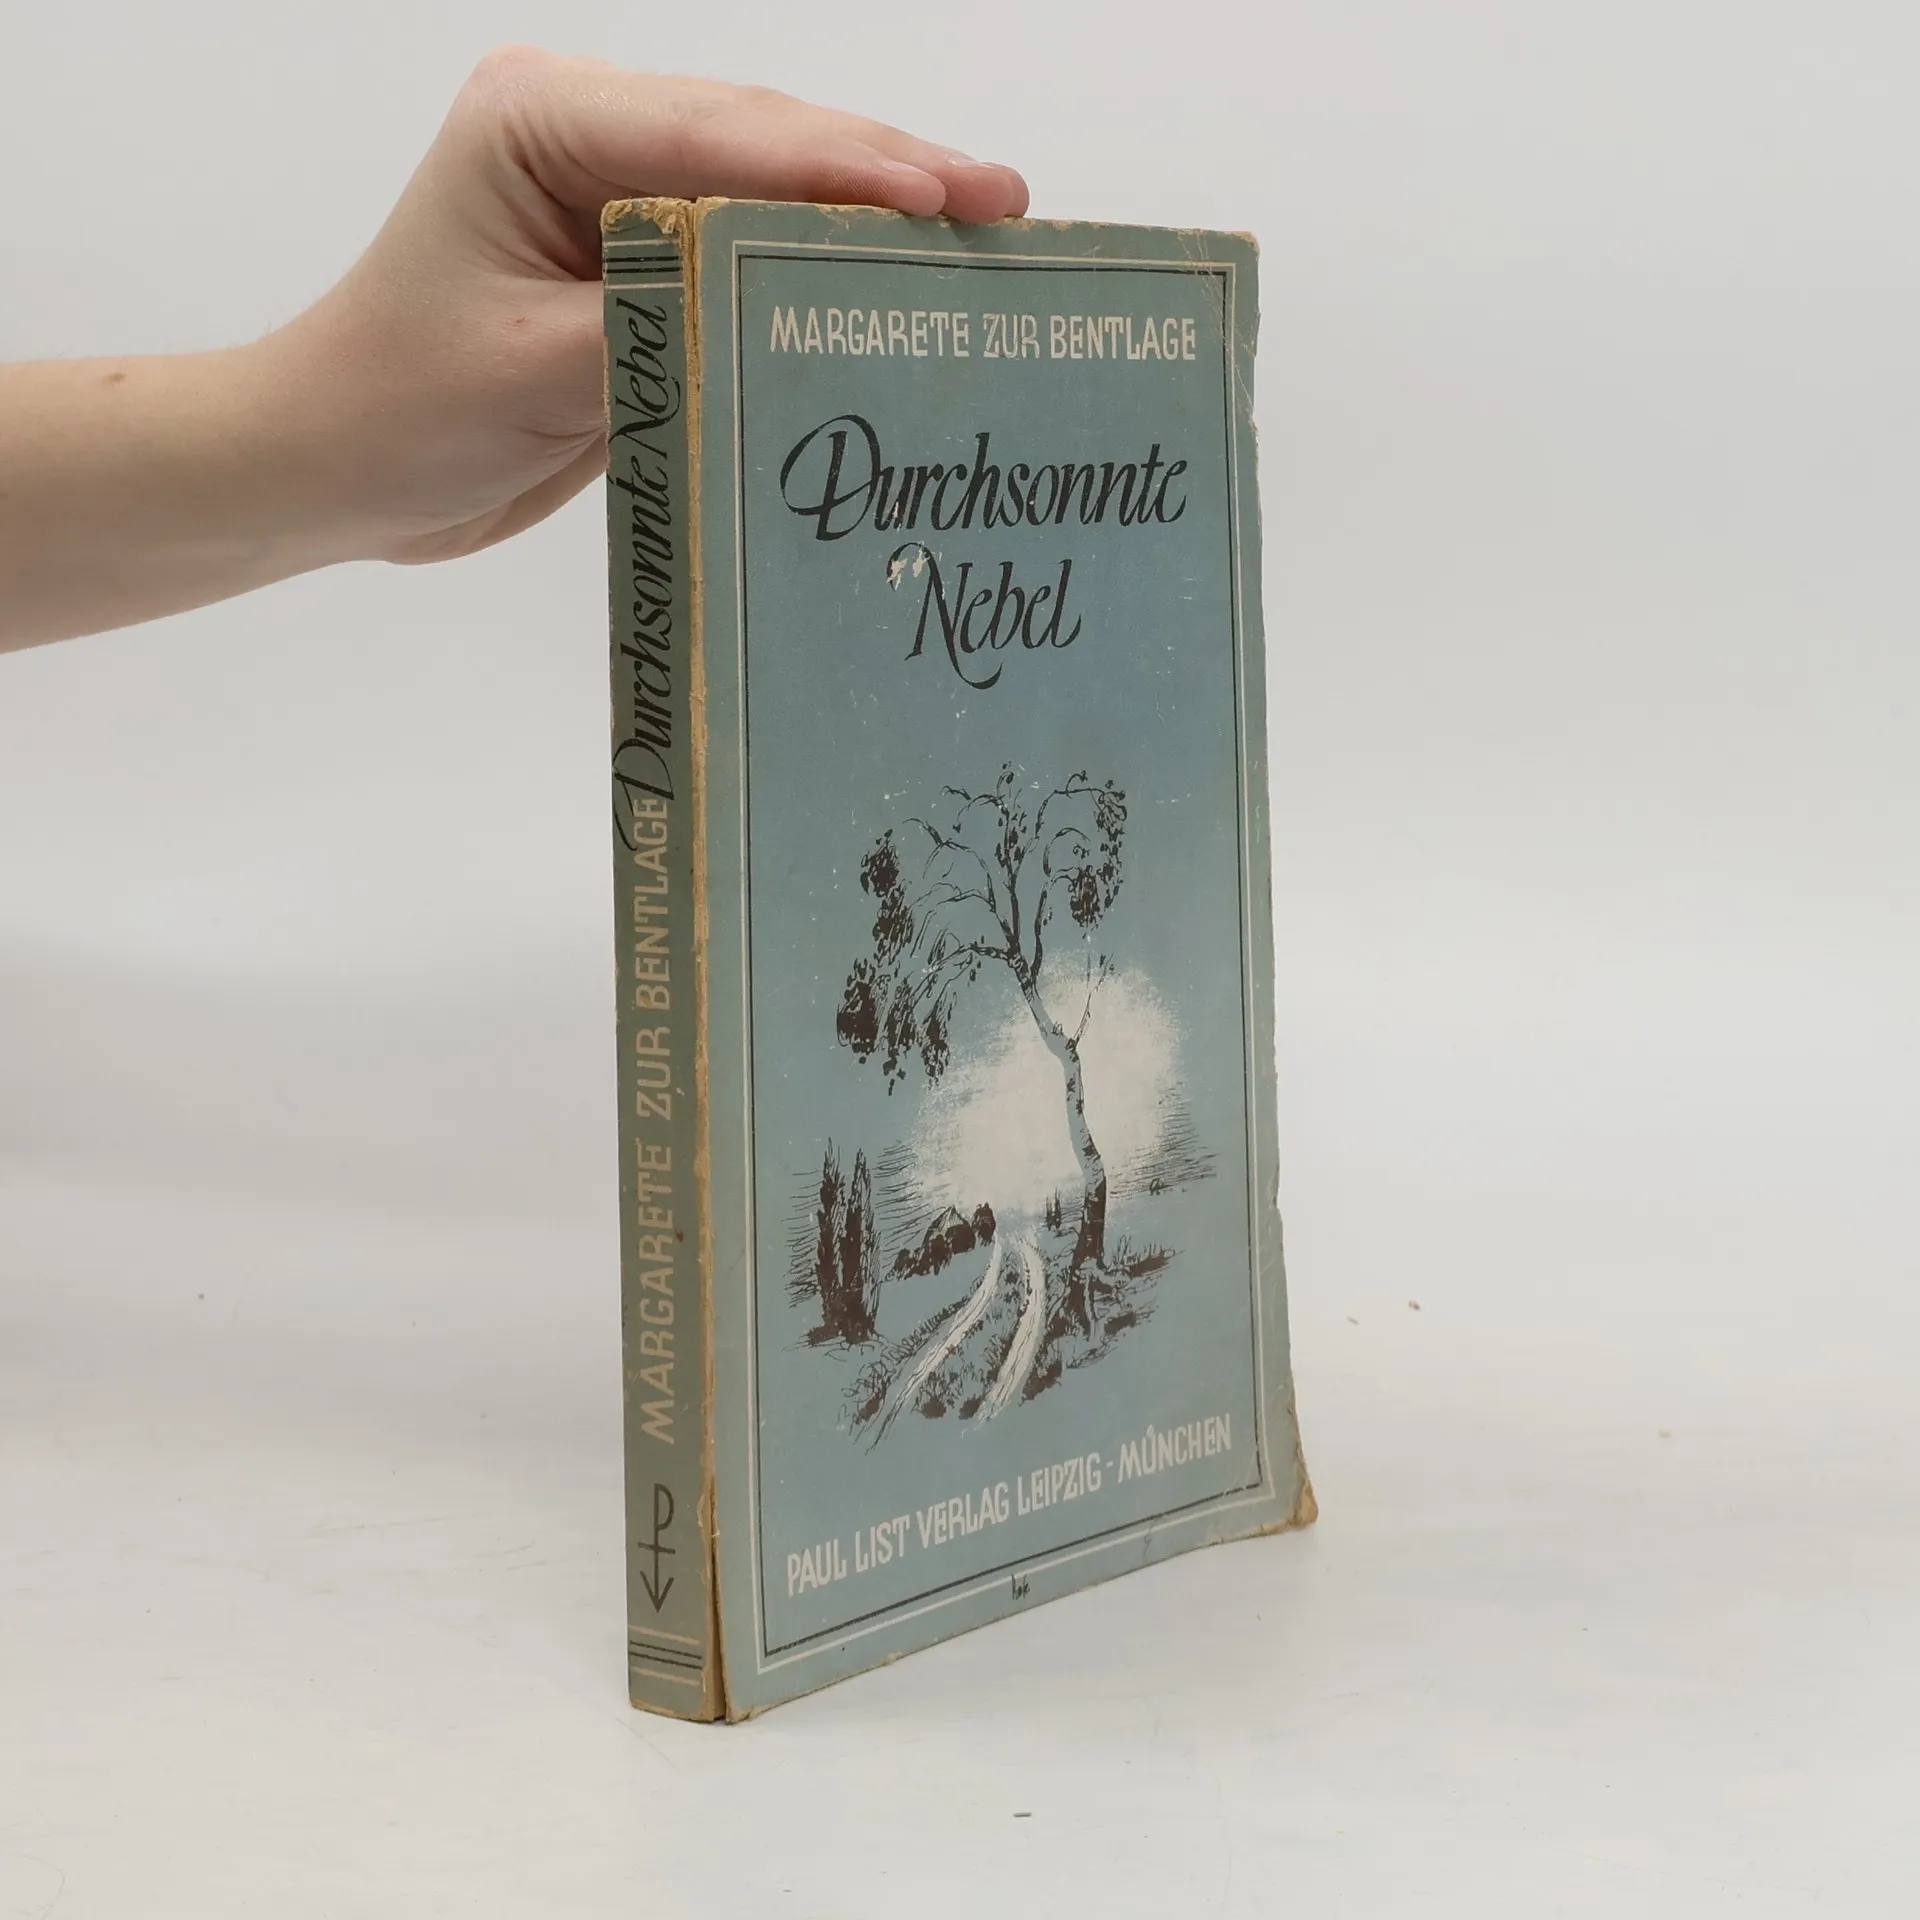 MARGARETE ZUR BENTLAGE
Durchsonnte
Nebel
PAUL LIST VERLAG LEIPZIG - MÜNCHEN
MARGARETE ZUR BENTLAGE Durchsonnte Nebel